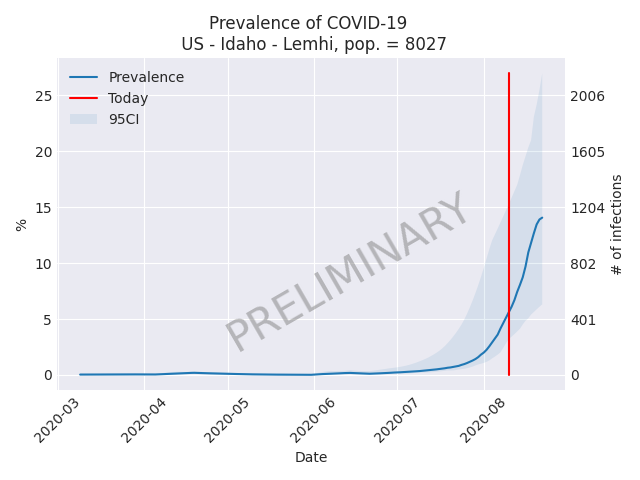 Prevalence of COVID-19
US - Idaho - Lemhi, pop. = 8027
Prevalence
Today
95CI
PRELIMINARY
%
25
20
15
10
5
0
# of infections
2006
1605
1204
802
401
0
2020-03
2020-04
2020-05
2020-06
2020-07
2020-08
Date